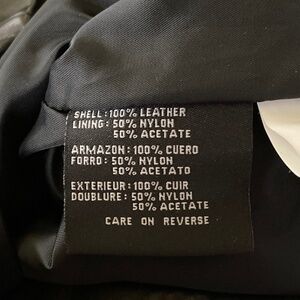 SHELL: 100% LEATHER
LINING: 50% NYLON
50% ACETATE
ARMAZON: 100% CUERO
FORRO: 50% NYLON
50% ACETATO
EXTERIEUR: 100% CUIR
DOUBLURE: 50% NYLON
50% ACETATE
CARE ON REVERSE